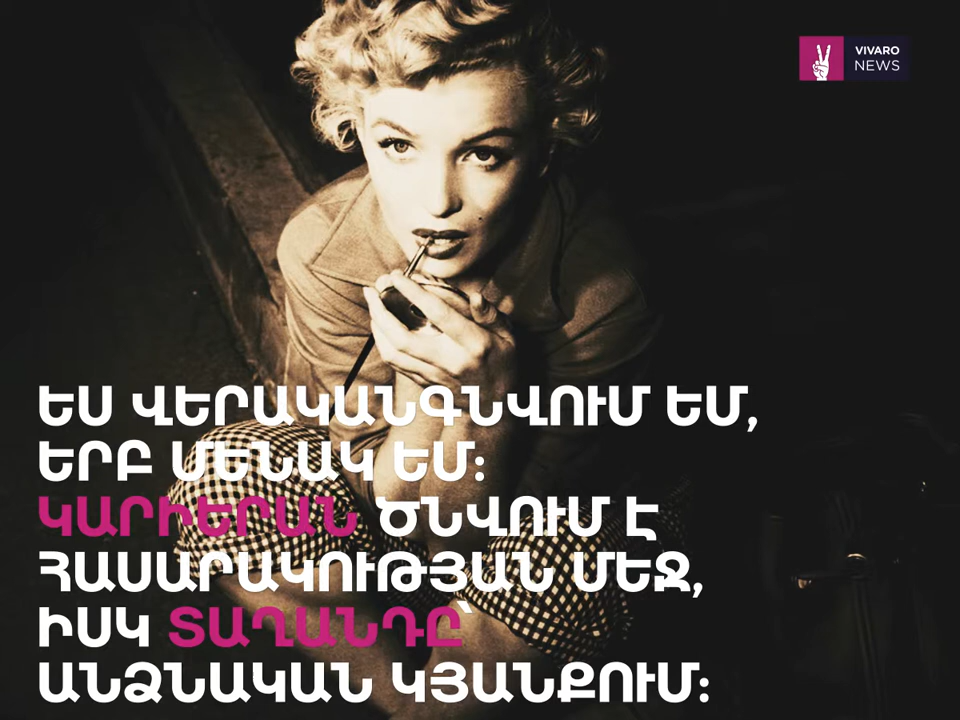 VIVARO
NEWS
ԵՍ ՎԵՐԱԿԱՆԳՆՎՈՒՄ ԵՄ,
ԵՐԲ ՄԵՆԱԿ ԵՄ:
ԿԱՐԻԵՐԱՆ ԾՆՎՈՒՄ Է
ՀԱՍԱՐԱԿՈՒԹՅԱՆ ՄԵՋ,
ԻՍԿ ՏԱՂԱՆԴԸ՝
ԱՆՁՆԱԿԱՆ ԿՅԱՆՔՈՒՄ: